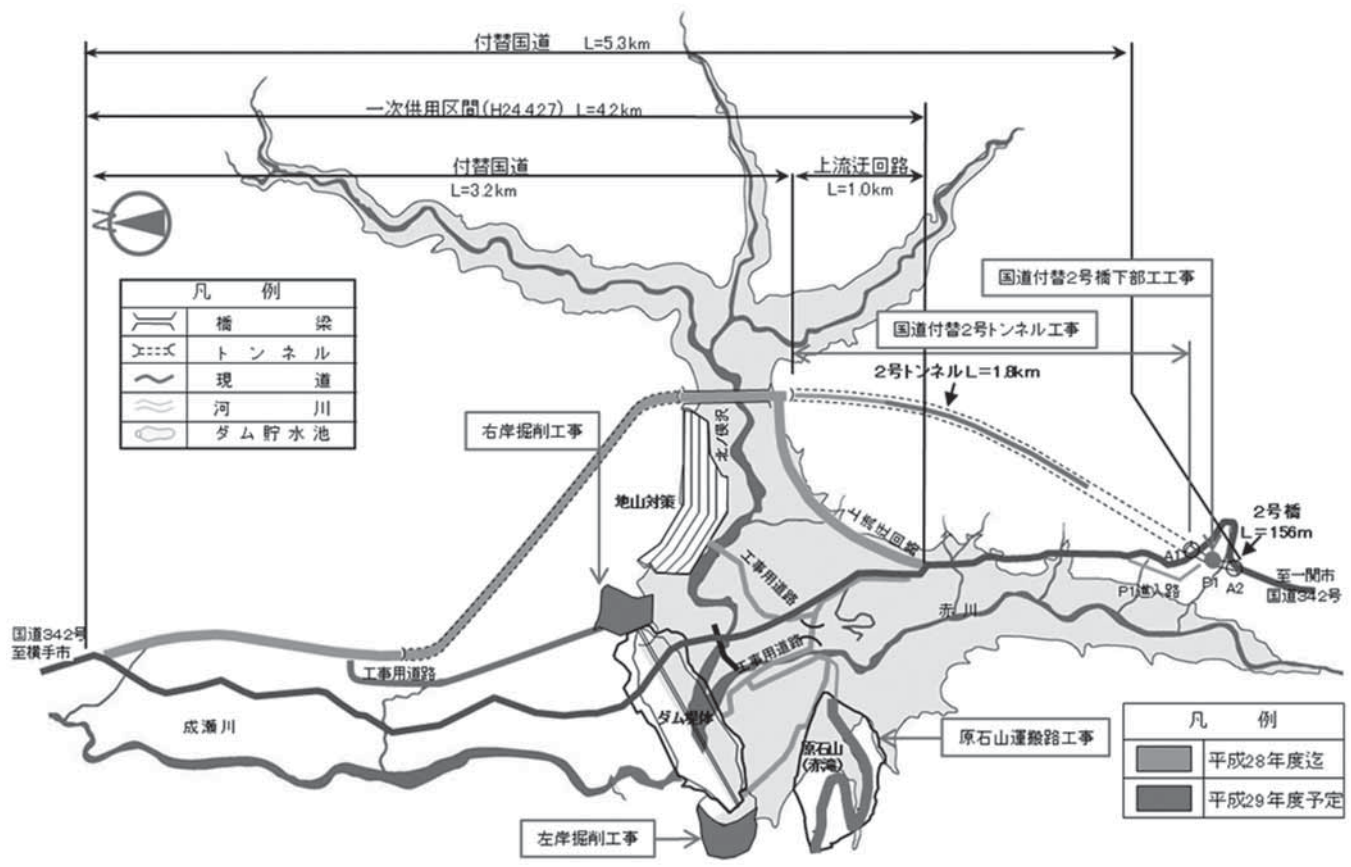 付替国道 L=5.3km
一次供用区間(H24.4.27) L=4.2km
付替国道
L=3.2km
上流迂回路
L=1.0km
凡 例
橋 梁
トンネル
現 道
河 川
ダム貯水池
国道付替2号橋下部工工事
国道付替2号トンネル工事
2号トンネルL=1.8km
右岸掘削工事
北ノ俣沢
地山対策
上流迂回路
2号橋
L=156m
A1
P1
A2
P1進入路
至一関市
国道342号
工事用道路
赤川
国道342号
至横手市
工事用道路
工事用道路
成瀬川
ダム堤体
原石山
(赤滝)
原石山運搬路工事
左岸掘削工事
凡 例
平成28年度迄
平成29年度予定